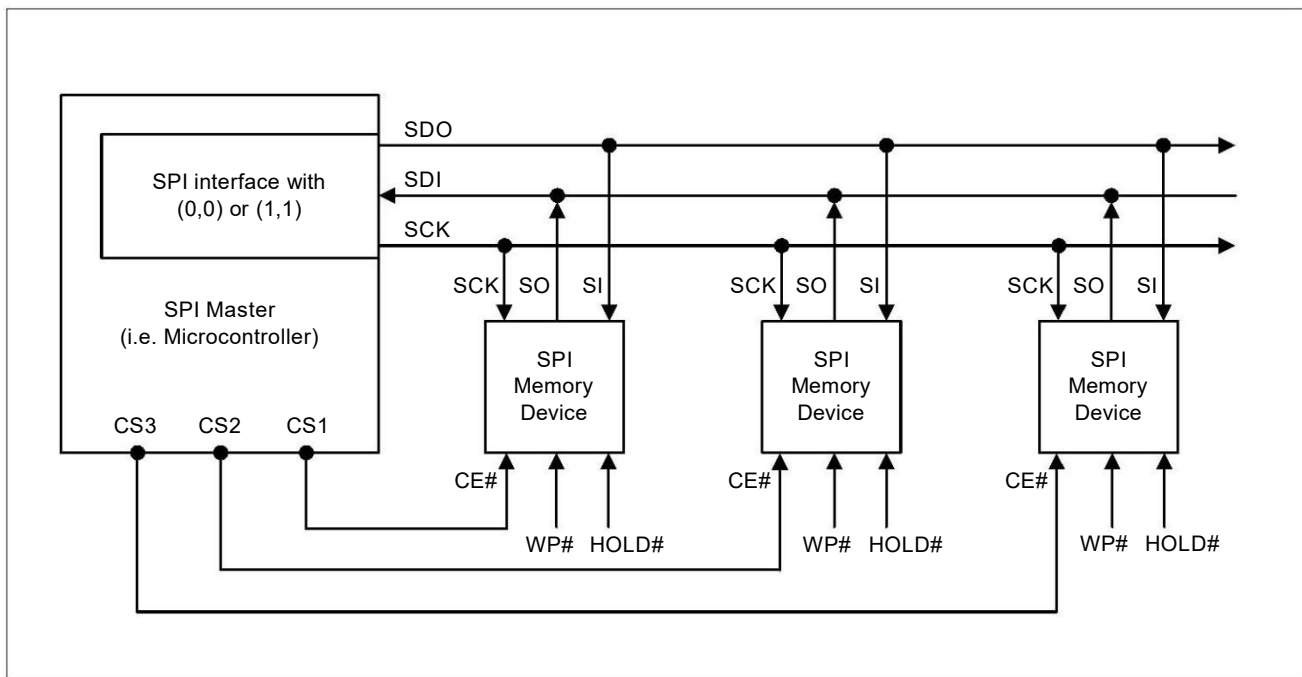 SDO
SPI interface with
(0,0) or (1,1)
SDI
SCK
SPI Master
(i.e. Microcontroller)
SCK SO SI
SCK SO SI
SCK SO SI
SPI
Memory
Device
SPI
Memory
Device
SPI
Memory
Device
CS3 CS2 CS1
CE#
CE#
CE#
WP# HOLD#
WP# HOLD#
WP# HOLD#